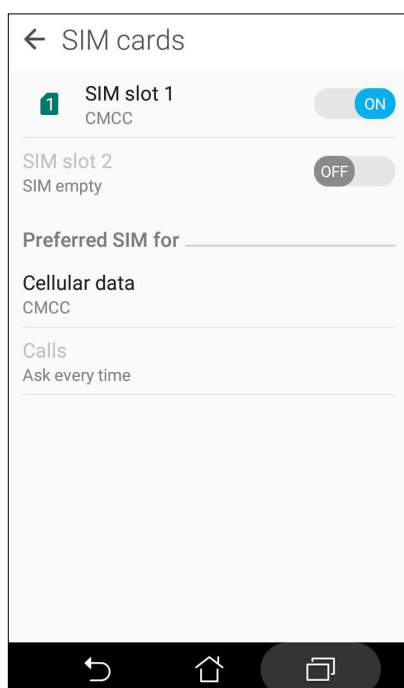 SIM cards
1
SIM slot 1
ON
CMCC
SIM slot 2
OFF
SIM empty
Preferred SIM for
Cellular data
CMCC
Calls
Ask every time